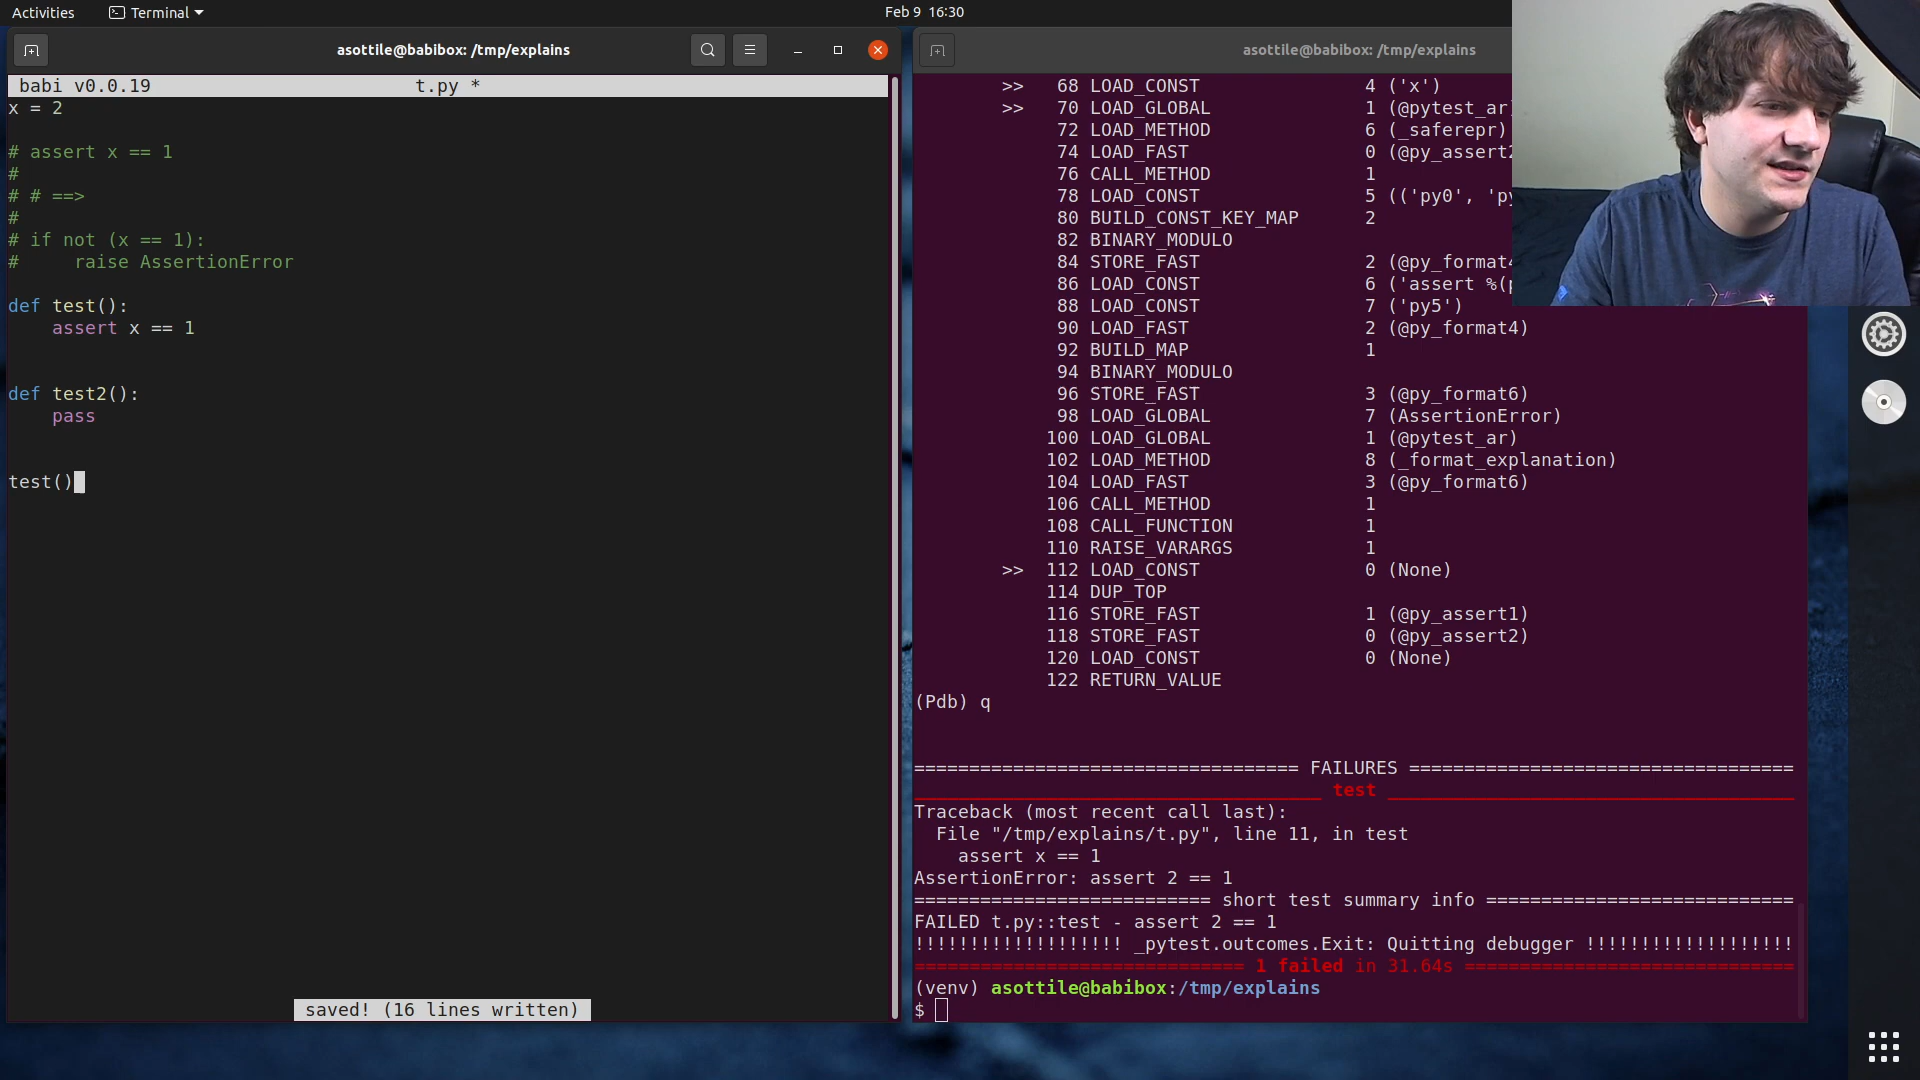 Activities
Terminal
Feb 9 16:30
asottile@babibox: /tmp/explains
babi v0.0.19 t.py *
x = 2
# assert x == 1
#
# # ==>
#
# if not (x == 1):
#     raise AssertionError
def test():
    assert x == 1
def test2():
    pass
test()
saved! (16 lines written)
asottile@babibox: /tmp/explains
>> 68 LOAD_CONST 4 ('x')
>> 70 LOAD_GLOBAL 1 (@pytest_ar)
72 LOAD_METHOD 6 (_saferepr)
74 LOAD_FAST 0 (@py_assert2
76 CALL_METHOD 1
78 LOAD_CONST 5 (('py0', 'py
80 BUILD_CONST_KEY_MAP 2
82 BINARY_MODULO
84 STORE_FAST 2 (@py_format4
86 LOAD_CONST 6 ('assert %(p
88 LOAD_CONST 7 ('py5')
90 LOAD_FAST 2 (@py_format4)
92 BUILD_MAP 1
94 BINARY_MODULO
96 STORE_FAST 3 (@py_format6)
98 LOAD_GLOBAL 7 (AssertionError)
100 LOAD_GLOBAL 1 (@pytest_ar)
102 LOAD_METHOD 8 (_format_explanation)
104 LOAD_FAST 3 (@py_format6)
106 CALL_METHOD 1
108 CALL_FUNCTION 1
110 RAISE_VARARGS 1
>> 112 LOAD_CONST 0 (None)
114 DUP_TOP
116 STORE_FAST 1 (@py_assert1)
118 STORE_FAST 0 (@py_assert2)
120 LOAD_CONST 0 (None)
122 RETURN_VALUE
(Pdb) q
=================================== FAILURES ===================================
_____________________________________ test _____________________________________
Traceback (most recent call last):
  File "/tmp/explains/t.py", line 11, in test
    assert x == 1
AssertionError: assert 2 == 1
=========================== short test summary info ============================
FAILED t.py::test - assert 2 == 1
!!!!!!!!!!!!!!!!!!! _pytest.outcomes.Exit: Quitting debugger !!!!!!!!!!!!!!!!!!!
============================== 1 failed in 31.64s ==============================
(venv) asottile@babibox:/tmp/explains
$